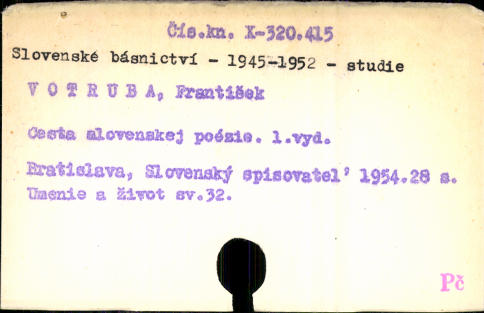 Čís.kn. X-320.415
Slovenské básnictví - 1945-1952 - studie
V O T R U B A, František
Cesta slovenskej poézie. 1.vyd.
Bratislava, Slovenský spisovatel' 1954.28 s.
Umenie a život sv.32.
Pč